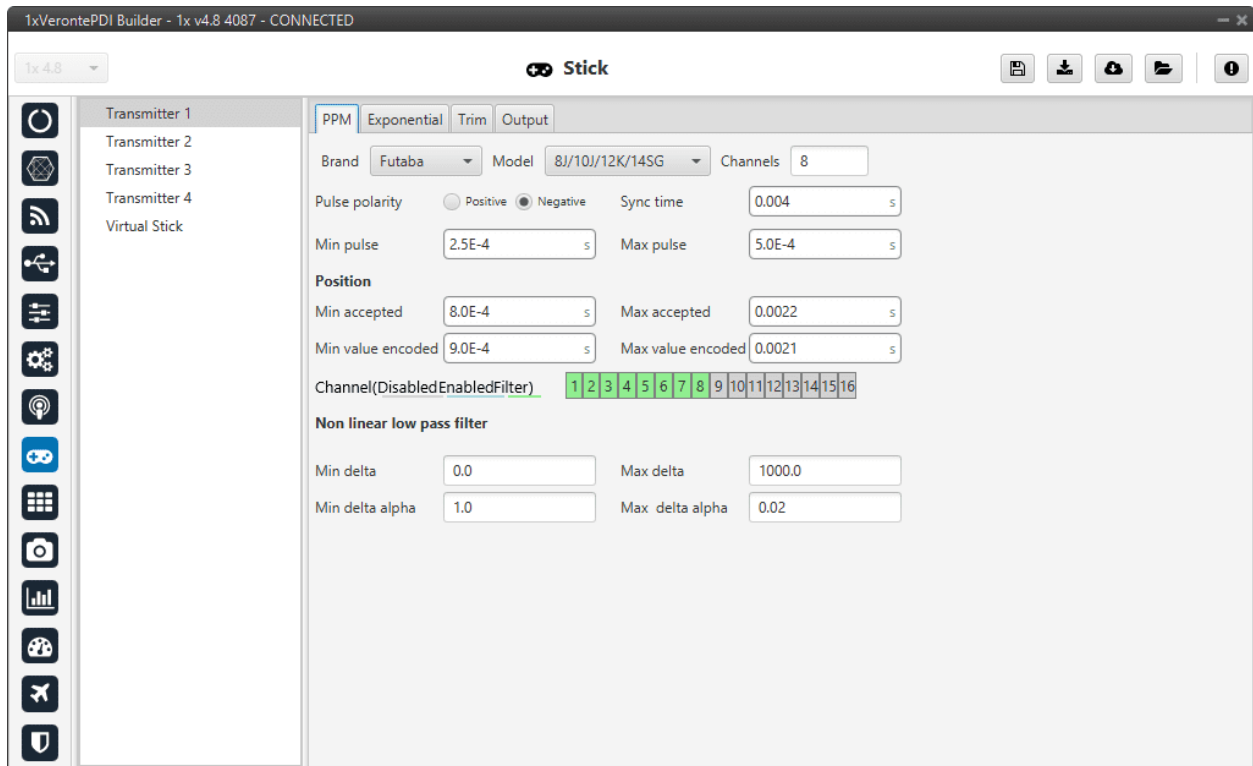 1xVerontePDI Builder - 1x v4.8 4087 - CONNECTED
1x 4.8
Stick
Transmitter 1
Transmitter 2
Transmitter 3
Transmitter 4
Virtual Stick
PPM Exponential Trim Output
Brand Futaba Model 8J/10J/12K/14SG Channels 8
Pulse polarity Positive Negative Sync time 0.004 s
Min pulse 2.5E-4 s Max pulse 5.0E-4 s
Position
Min accepted 8.0E-4 s Max accepted 0.0022 s
Min value encoded 9.0E-4 s Max value encoded 0.0021 s
Channel(DisabledEnabledFilter) 1 2 3 4 5 6 7 8 9 10 11 12 13 14 15 16
Non linear low pass filter
Min delta 0.0 Max delta 1000.0
Min delta alpha 1.0 Max delta alpha 0.02